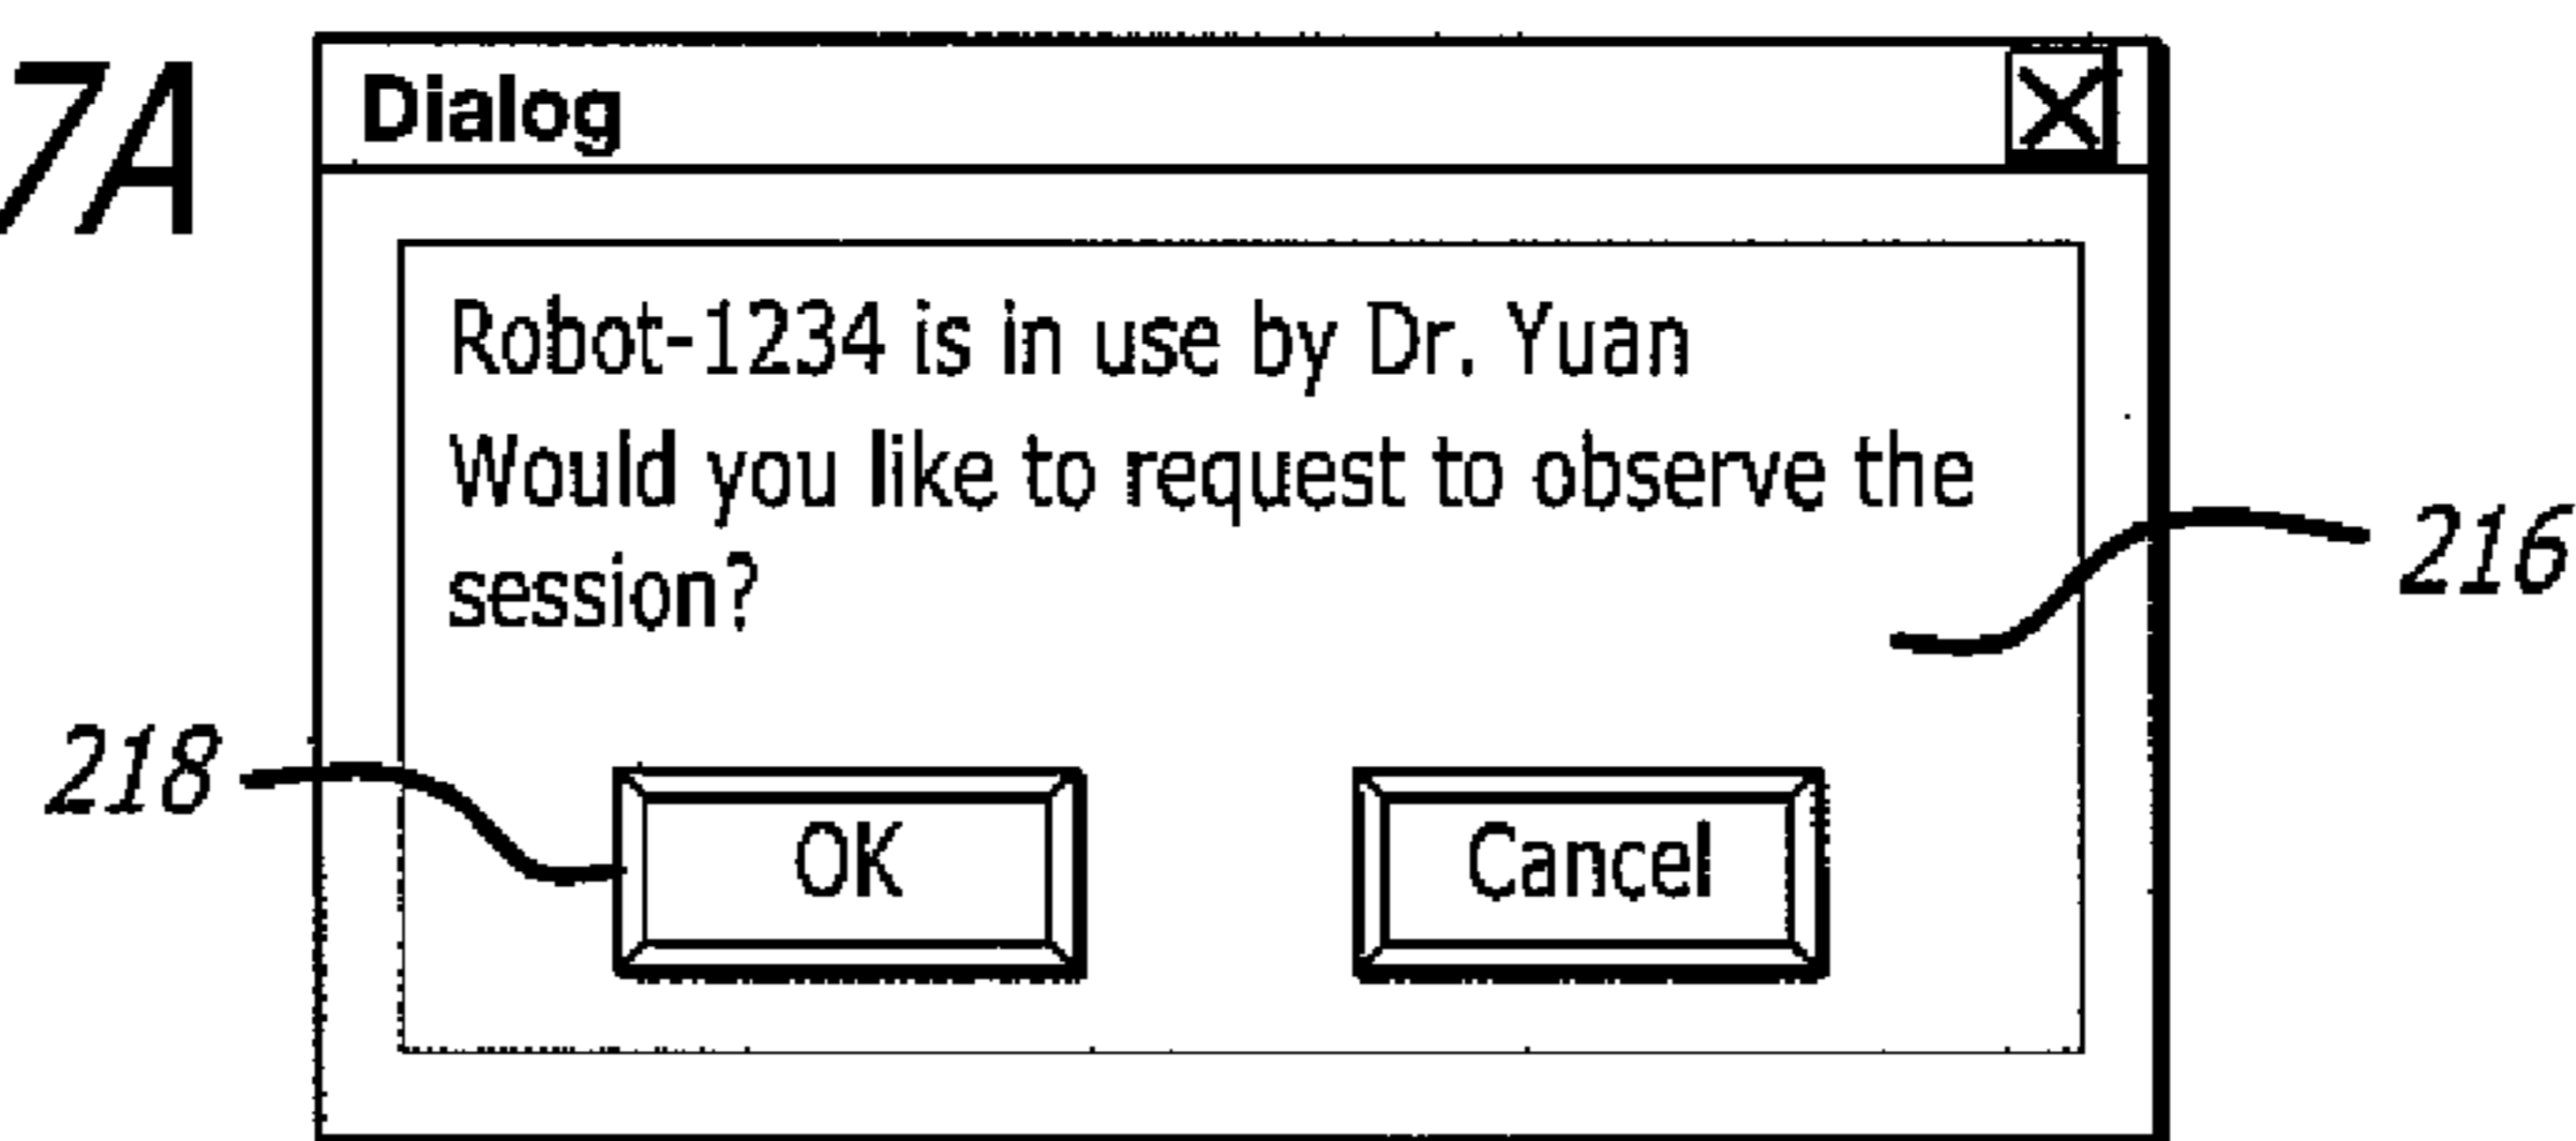 7A
Dialog
Robot-1234 is in use by Dr. Yuan
Would you like to request to observe the
session?
216
218
OK
Cancel